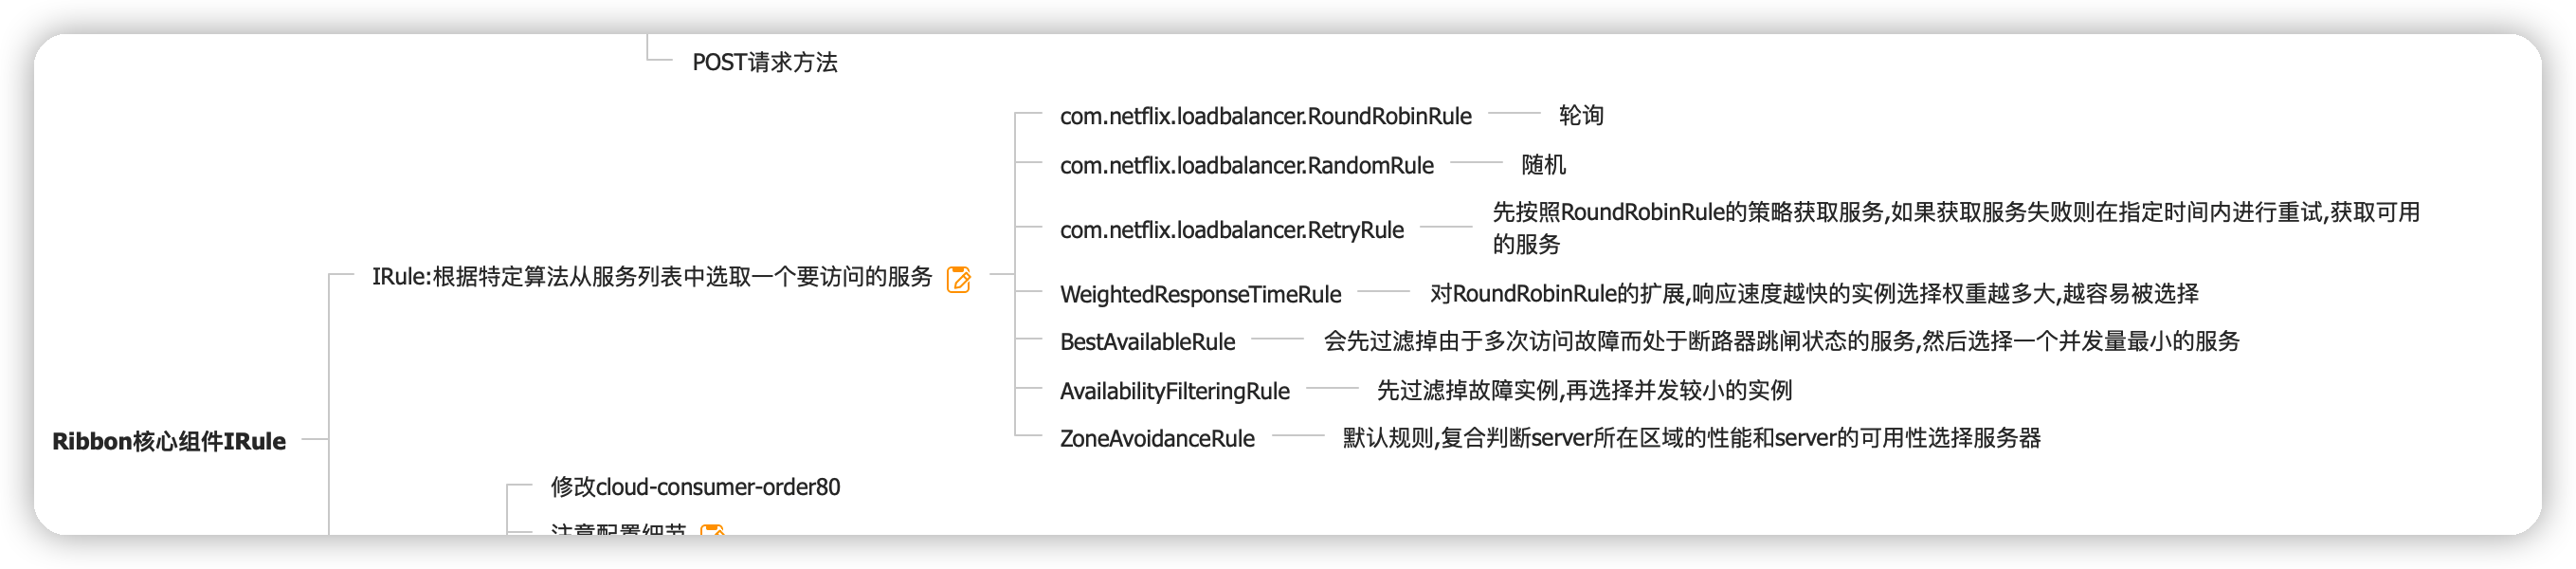 POST请求方法
com.netflix.loadbalancer.RoundRobinRule 轮询
com.netflix.loadbalancer.RandomRule 随机
com.netflix.loadbalancer.RetryRule 先按照RoundRobinRule的策略获取服务,如果获取服务失败则在指定时间内进行重试,获取可用
的服务
IRule:根据特定算法从服务列表中选取一个要访问的服务
WeightedResponseTimeRule 对RoundRobinRule的扩展,响应速度越快的实例选择权重越多大,越容易被选择
BestAvailableRule 会先过滤掉由于多次访问故障而处于断路器跳闸状态的服务,然后选择一个并发量最小的服务
AvailabilityFilteringRule 先过滤掉故障实例,再选择并发较小的实例
ZoneAvoidanceRule 默认规则,复合判断server所在区域的性能和server的可用性选择服务器
Ribbon核心组件IRule
修改cloud-consumer-order80
注意配置细节